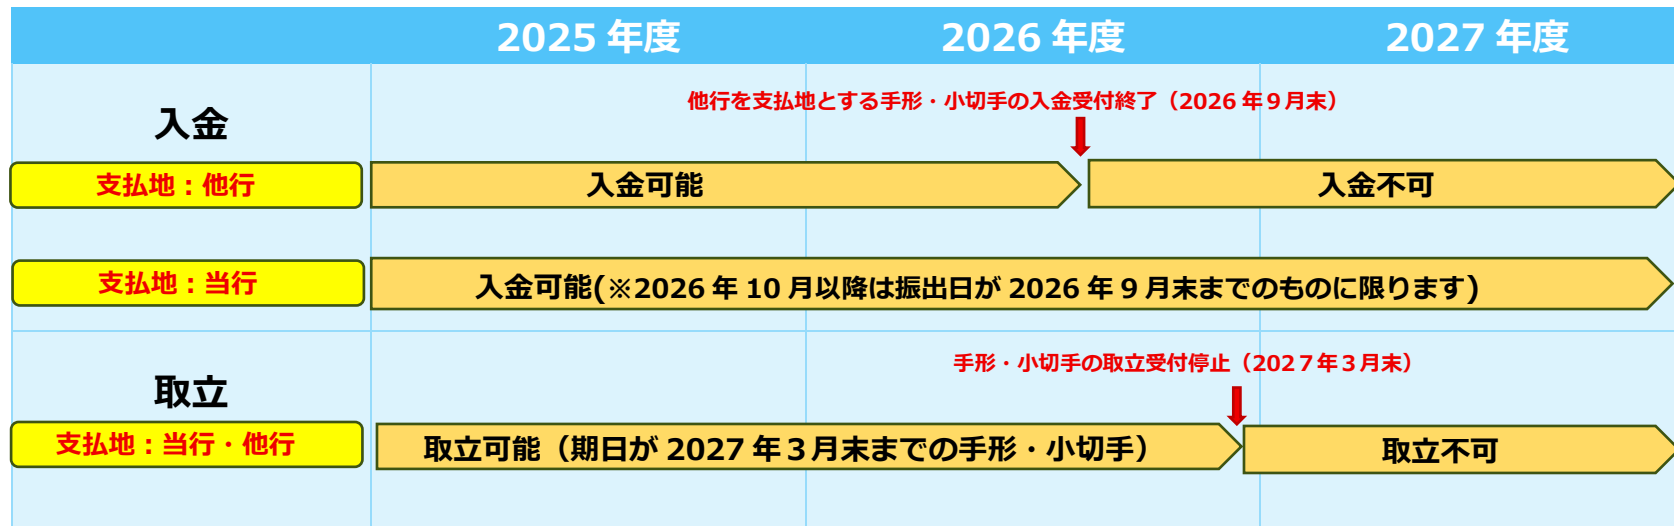 2025 年度 2026 年度 2027 年度
他行を支払地とする手形・小切手の入金受付終了（2026 年９月末）
入金
支払地：他行 入金可能 入金不可
支払地：当行 入金可能(※2026 年 10 月以降は振出日が 2026 年 9 月末までのものに限ります)
手形・小切手の取立受付停止（202７年３月末）
取立
支払地：当行・他行 取立可能（期日が 2027 年３月末までの手形・小切手） 取立不可